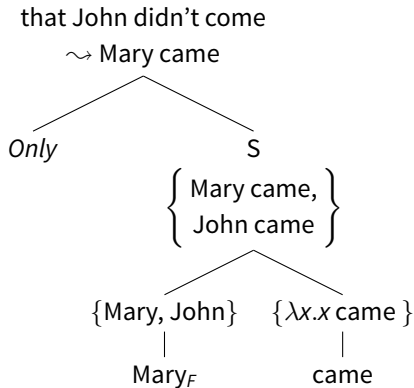 that John didn’t come
⤳ Mary came
Only S
{ Mary came,
John came }
{Mary, John} {λx.x came }
Mary_F came